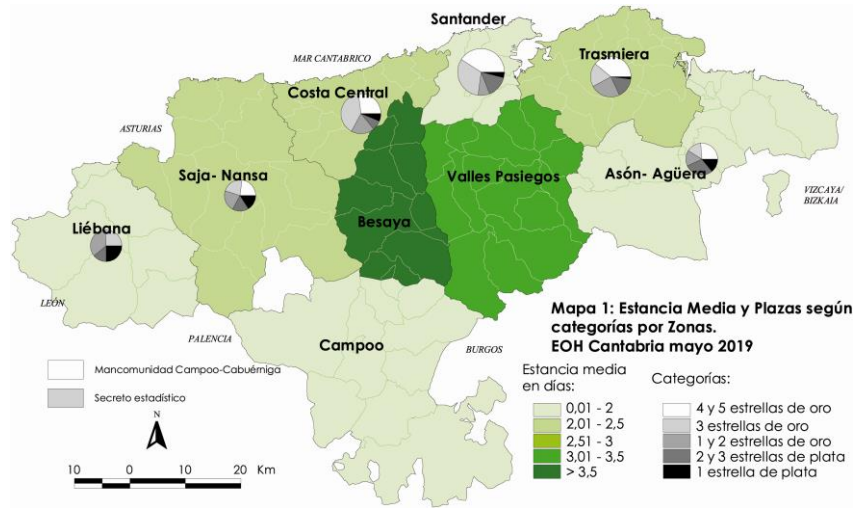 Santander
MAR CANTABRICO
Trasmiera
Costa Central
ASTURIAS
Saja- Nansa
Valles Pasiegos
Asón- Agüera
VIZCAYA/
BIZKAIA
Besaya
Liébana
LEÓN
PALENCIA
Campoo
BURGOS
Mapa 1: Estancia Media y Plazas según
categorías por Zonas.
EOH Cantabria mayo 2019
Mancomunidad Campoo-Cabuérniga
Secreto estadístico
N
10 0 10 20 Km
Estancia media
en días:
0,01 - 2
2,01 - 2,5
2,51 - 3
3,01 - 3,5
> 3,5
Categorías:
4 y 5 estrellas de oro
3 estrellas de oro
1 y 2 estrellas de oro
2 y 3 estrellas de plata
1 estrella de plata